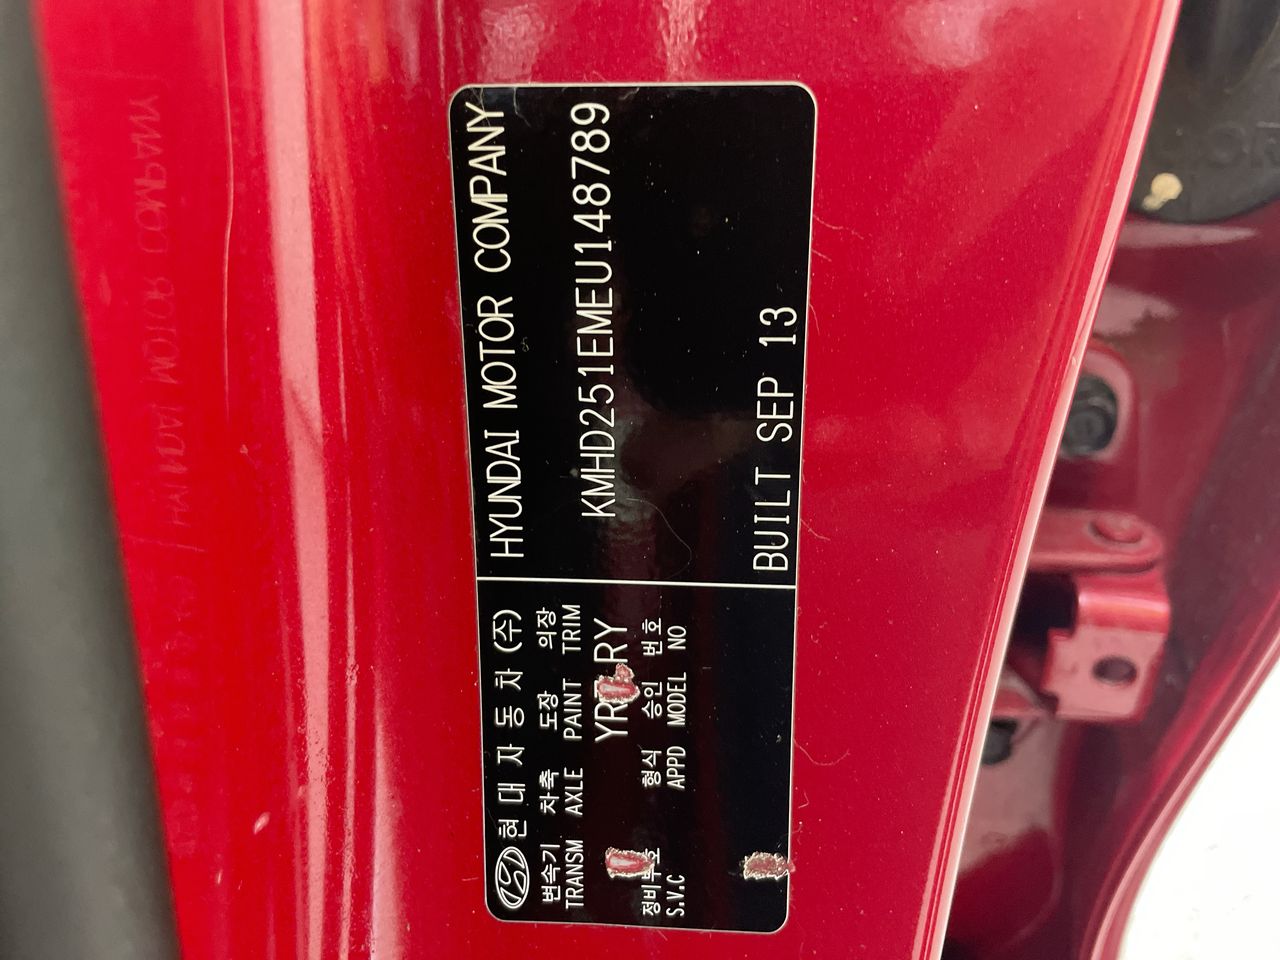 현대자동차(주)
HYUNDAI MOTOR COMPANY
변속기 차축 도장 의장
TRANSM AXLE PAINT TRIM
KMHD251EMEU148789
RY
형식 승인 번호
S.V.C APPD MODEL NO
BUILT SEP 13